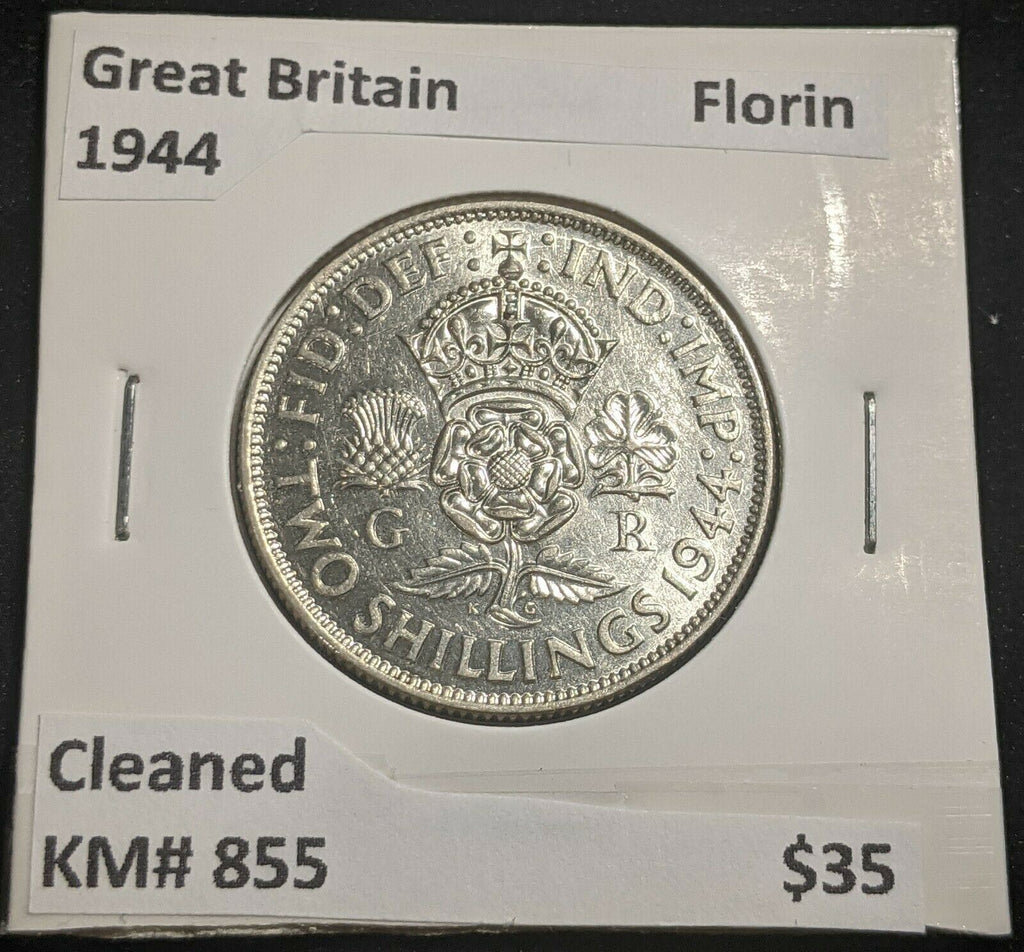 Great Britain Florin
1944
TWO SHILLINGS 1944 :FID:DEF: :IND:IMP:
G R
K G
Cleaned
KM# 855 $35